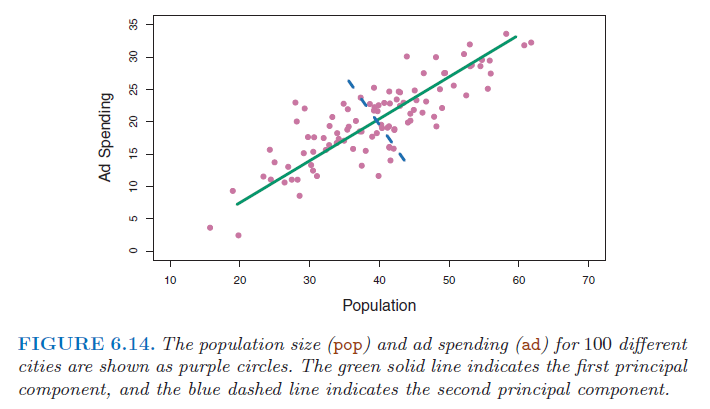 Ad Spending
35
30
25
20
15
10
5
0
10 20 30 40 50 60 70
Population
FIGURE 6.14. The population size (pop) and ad spending (ad) for 100 different
cities are shown as purple circles. The green solid line indicates the first principal
component, and the blue dashed line indicates the second principal component.